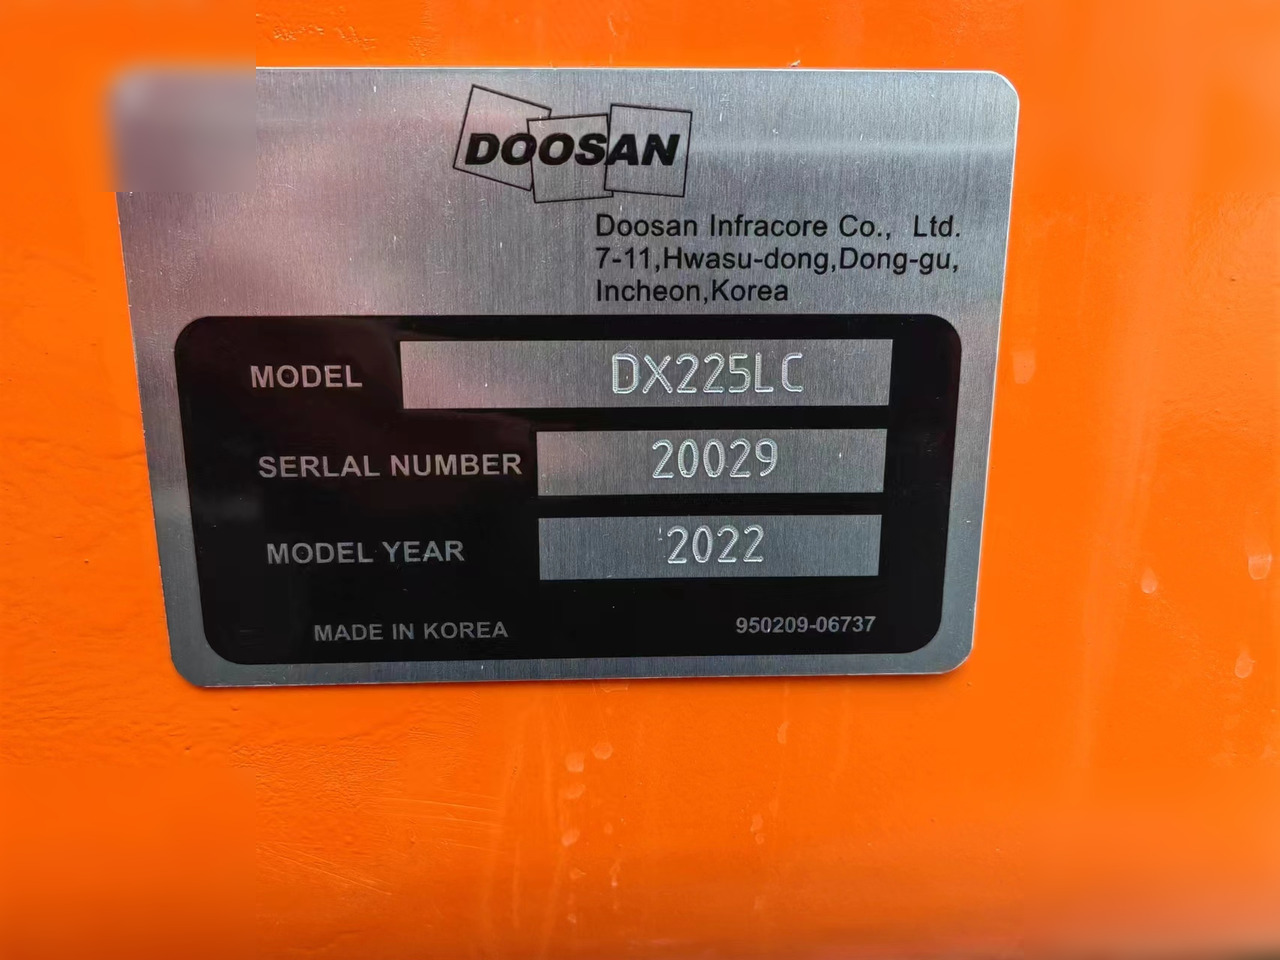 DOOSAN
Doosan Infracore Co., Ltd.
7-11,Hwasu-dong,Dong-gu,
Incheon,Korea
MODEL DX225LC
SERLAL NUMBER 20029
MODEL YEAR 2022
MADE IN KOREA 950209-06737